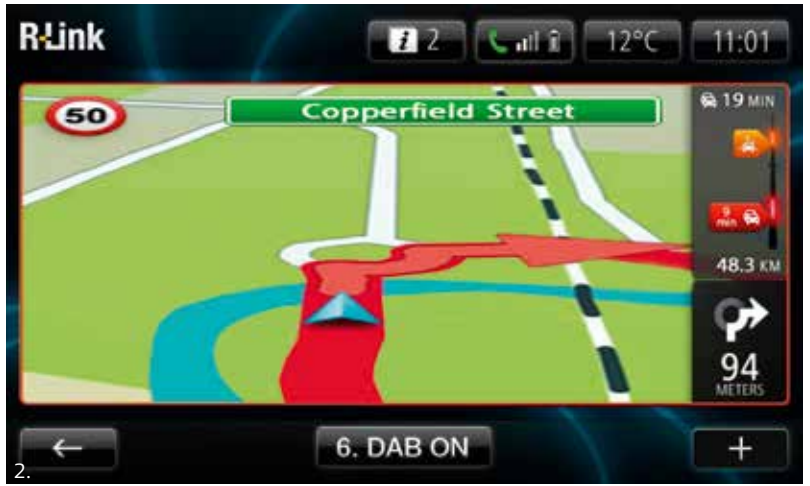 R-Link
i 2
12°C
11:01
50
Copperfield Street
19 MIN
9
min
48.3 KM
94
METERS
6. DAB ON
2.